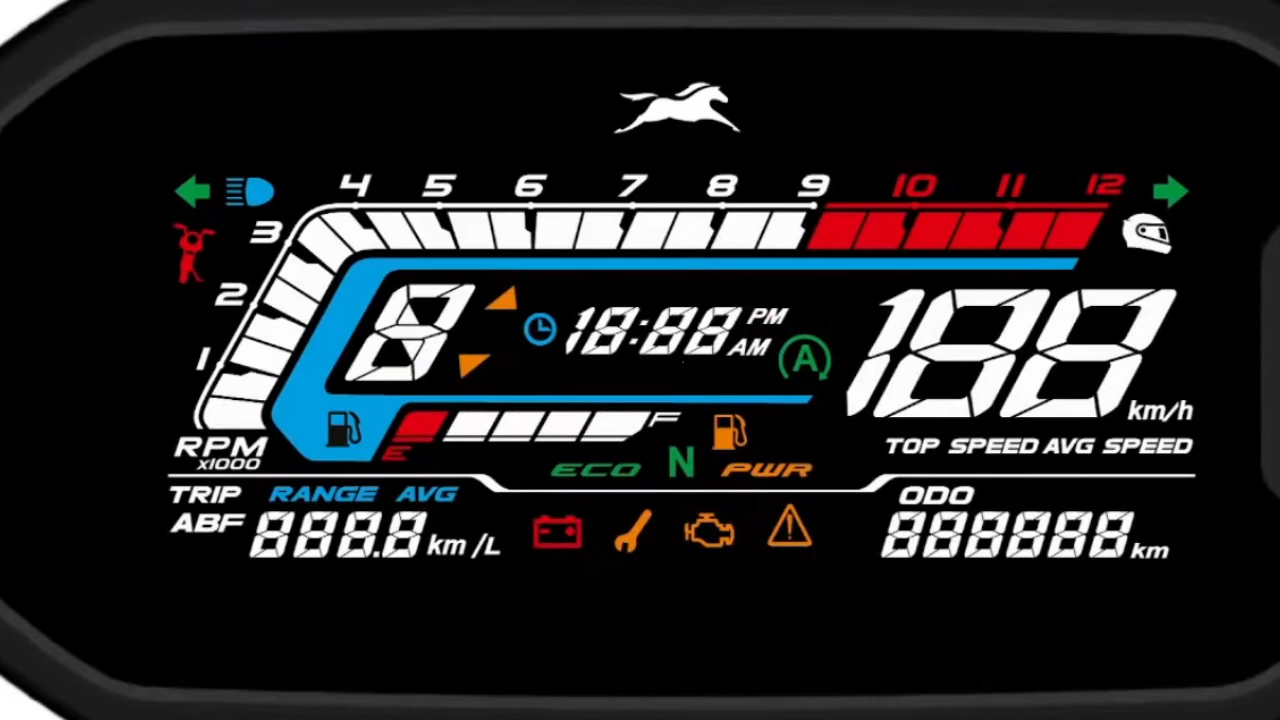 4 5 6 7 8 9 10 11 12
3
2
1
8 18:88 PM
AM
A
188
km/h
E F
RPM
x1000
TOP SPEED AVG SPEED
ECO N PWR
TRIP RANGE AVG
ODO
ABF 888.8 km/L
888888 km